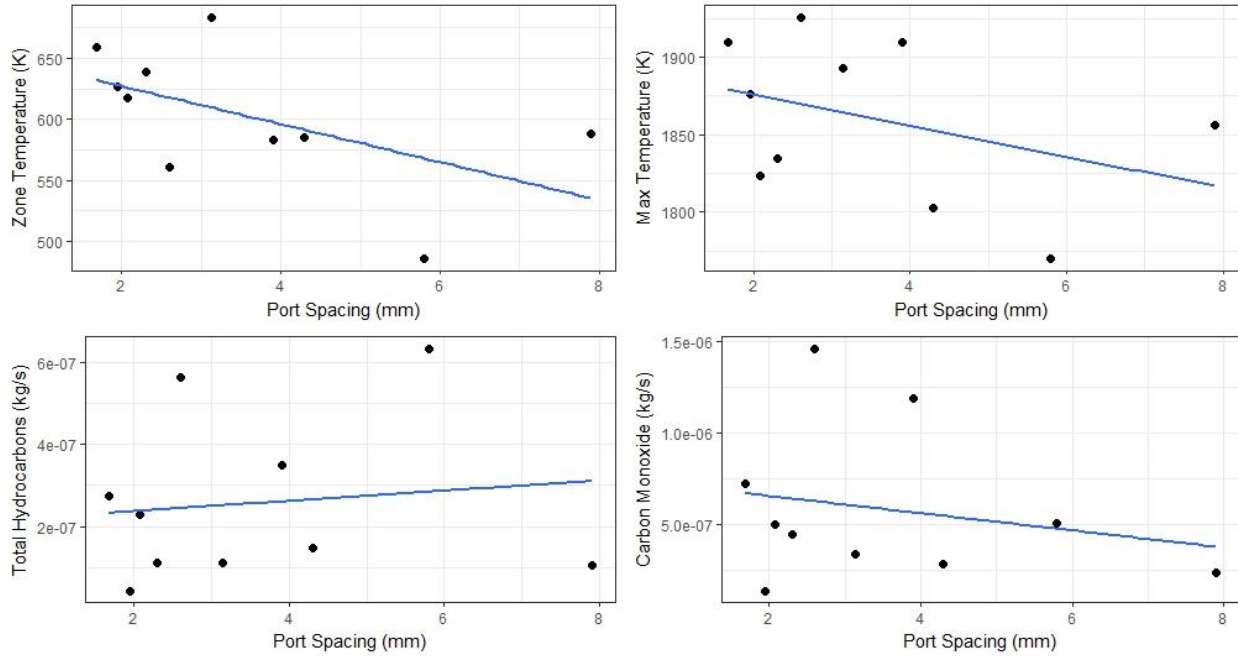 Zone Temperature (K)
650
600
550
500
2
4
6
8
Port Spacing (mm)
Max Temperature (K)
1900
1850
1800
2
4
6
8
Port Spacing (mm)
Total Hydrocarbons (kg/s)
6e-07
4e-07
2e-07
2
4
6
8
Port Spacing (mm)
Carbon Monoxide (kg/s)
1.5e-06
1.0e-06
5.0e-07
2
4
6
8
Port Spacing (mm)